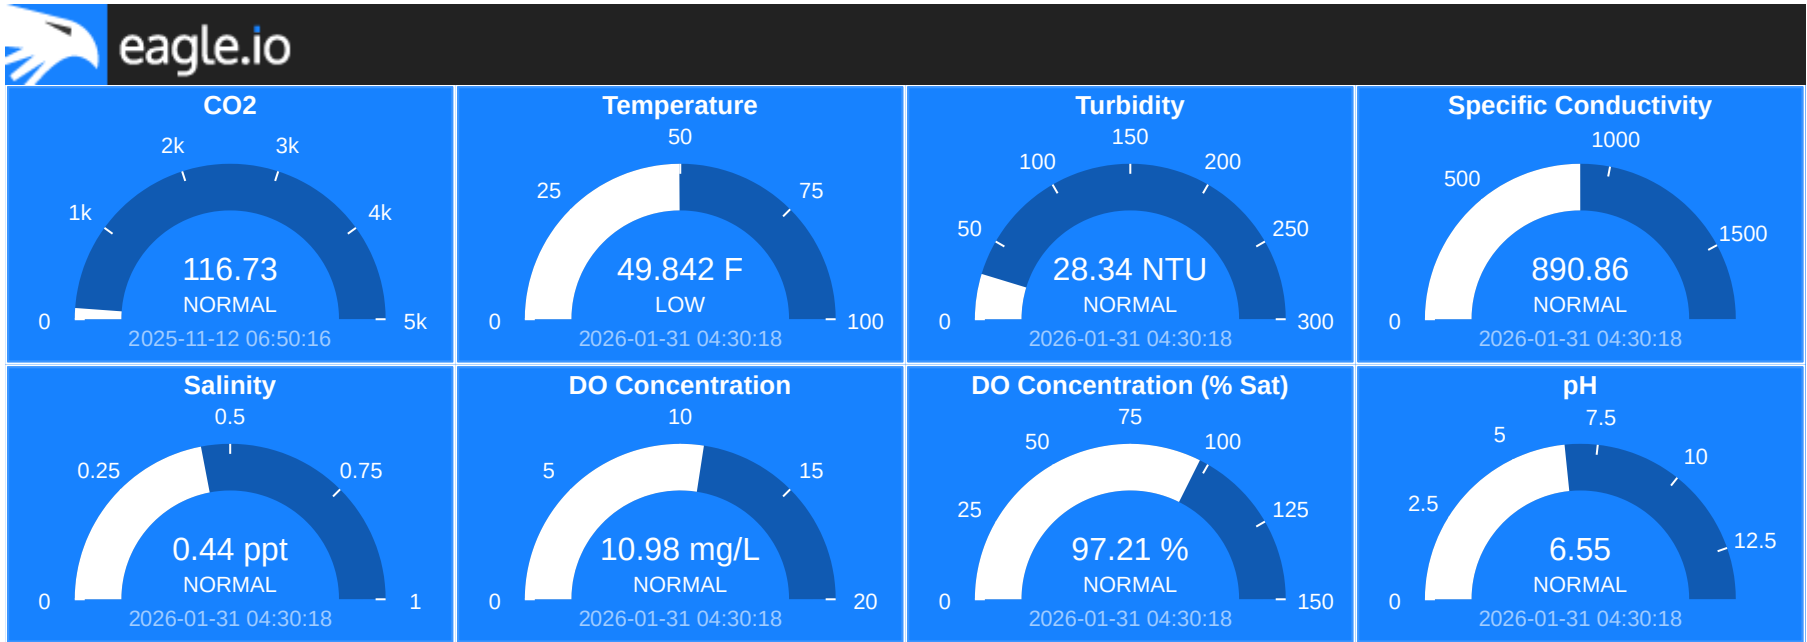 eagle.io
CO2
0
1k
2k
3k
4k
5k
116.73
NORMAL
2025-11-12 06:50:16
Temperature
0
25
50
75
100
49.842 F
LOW
2026-01-31 04:30:18
Turbidity
0
50
100
150
200
250
300
28.34 NTU
NORMAL
2026-01-31 04:30:18
Specific Conductivity
0
500
1000
1500
890.86
NORMAL
2026-01-31 04:30:18
Salinity
0
0.25
0.5
0.75
1
0.44 ppt
NORMAL
2026-01-31 04:30:18
DO Concentration
0
5
10
15
20
10.98 mg/L
NORMAL
2026-01-31 04:30:18
DO Concentration (% Sat)
0
25
50
75
100
125
150
97.21 %
NORMAL
2026-01-31 04:30:18
pH
0
2.5
5
7.5
10
12.5
6.55
NORMAL
2026-01-31 04:30:18